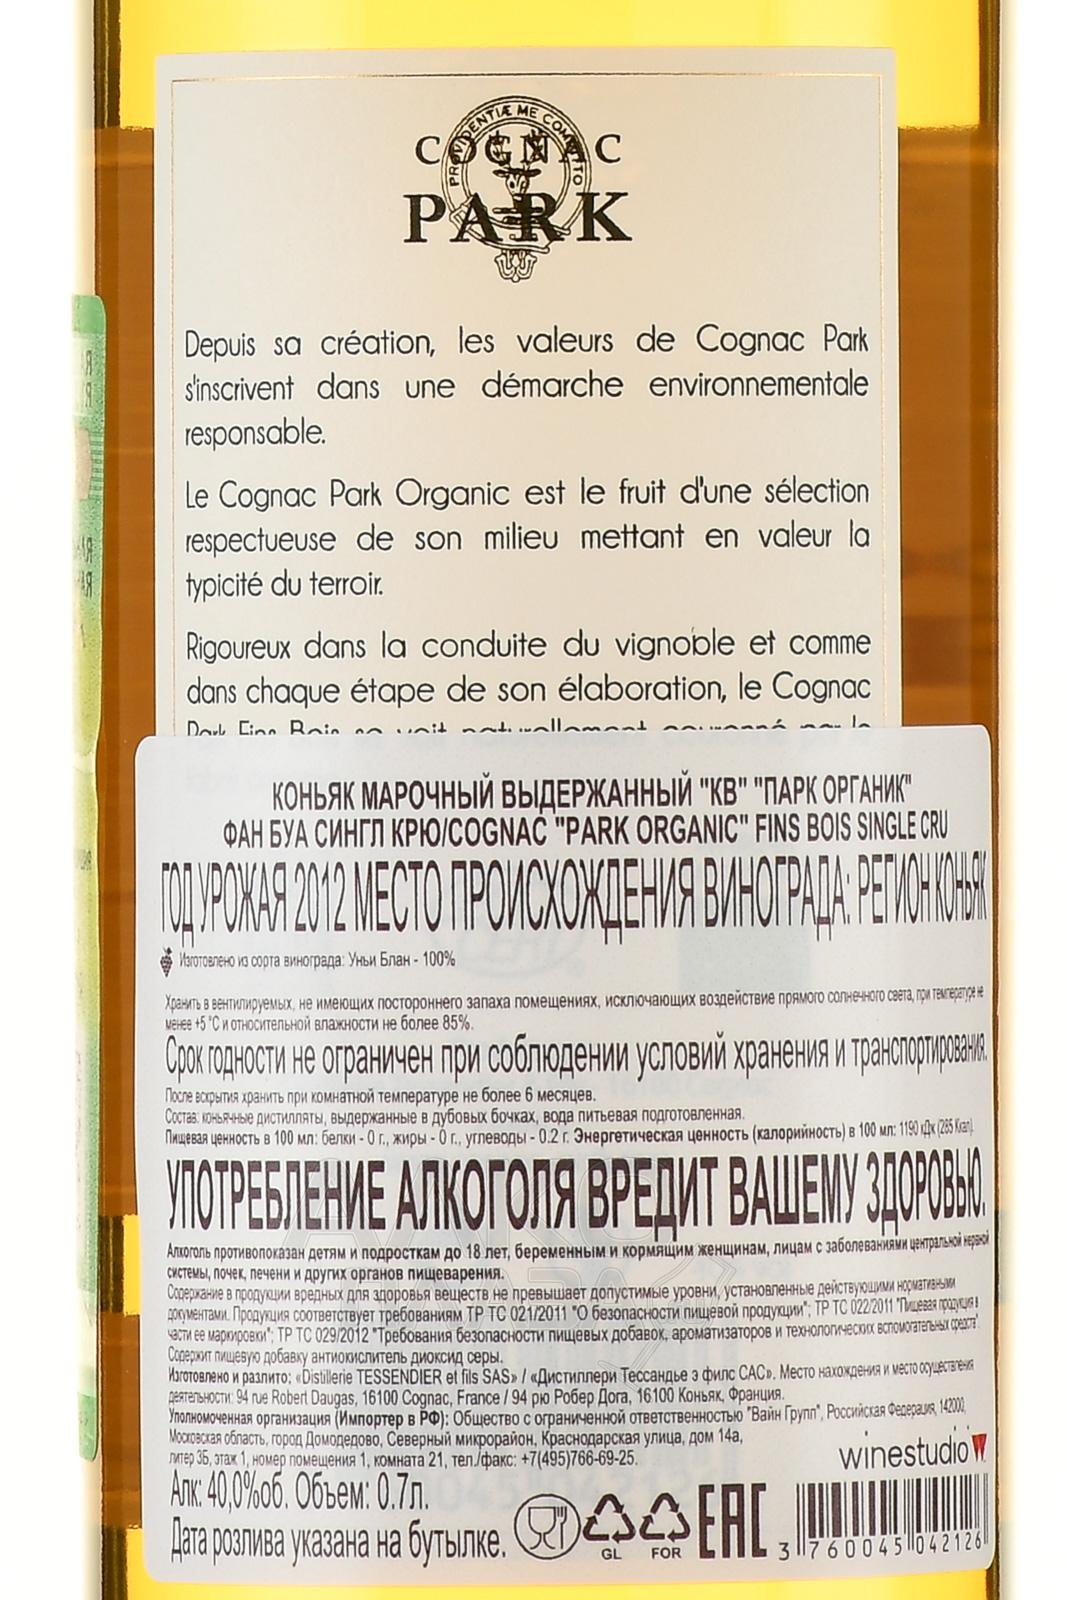 PROVIDENTIÆ ME COMMITTO
COGNAC
PARK
Depuis sa création, les valeurs de Cognac Park
s'inscrivent dans une démarche environnementale
responsable.
Le Cognac Park Organic est le fruit d'une sélection
respectueuse de son milieu mettant en valeur la
typicité du terroir.
Rigoureux dans la conduite du vignoble et comme
dans chaque étape de son élaboration, le Cognac
Park Fins Bois se voit naturellement couronné par le
КОНЬЯК МАРОЧНЫЙ ВЫДЕРЖАННЫЙ "КВ" "ПАРК ОРГАНИК"
ФАН БУА СИНГЛ КРЮ/COGNAC "PARK ORGANIC" FINS BOIS SINGLE CRU
ГОД УРОЖАЯ 2012 МЕСТО ПРОИСХОЖДЕНИЯ ВИНОГРАДА: РЕГИОН КОНЬЯК
Изготовлено из сорта винограда: Уньи Блан - 100%
Хранить в вентилируемых, не имеющих постороннего запаха помещениях, исключающих воздействие прямого солнечного света, при температуре не
менее +5 °С и относительной влажности не более 85%.
Срок годности не ограничен при соблюдении условий хранения и транспортирования.
После вскрытия хранить при комнатной температуре не более 6 месяцев.
Состав: коньячные дистилляты, выдержанные в дубовых бочках, вода питьевая подготовленная.
Пищевая ценность в 100 мл: белки - 0 г., жиры - 0 г., углеводы - 0.2 г. Энергетическая ценность (калорийность) в 100 мл: 1190 кДж (285 Ккал).
УПОТРЕБЛЕНИЕ АЛКОГОЛЯ ВРЕДИТ ВАШЕМУ ЗДОРОВЬЮ.
Алкоголь противопоказан детям и подросткам до 18 лет, беременным и кормящим женщинам, лицам с заболеваниями центральной нервной
системы, почек, печени и других органов пищеварения.
Содержание в продукции вредных для здоровья веществ не превышает допустимые уровни, установленные действующими нормативными
документами. Продукция соответствует требованиям ТР ТС 021/2011 "О безопасности пищевой продукции"; ТР ТС 022/2011 "Пищевая продукция в
части ее маркировки"; ТР ТС 029/2012 "Требования безопасности пищевых добавок, ароматизаторов и технологических вспомогательных средств".
Содержит пищевую добавку антиокислитель диоксид серы.
Изготовлено и разлито: «Distillerie TESSENDIER et fils SAS» / «Дистиллери Тессандье э филс САС». Место нахождения и место осуществления
деятельности: 94 rue Robert Daugas, 16100 Cognac, France / 94 рю Робер Дога, 16100 Коньяк, Франция.
Уполномоченная организация (Импортер в РФ): Общество с ограниченной ответственностью "Вайн Групп", Российская Федерация, 142000,
Московская область, город Домодедово, Северный микрорайон, Краснодарская улица, дом 14а,
литер 3Б, этаж 1, номер помещения 1, комната 21, тел./факс: +7(495)766-69-25.
winestudio
Алк: 40,0%об. Объем: 0.7л.
Дата розлива указана на бутылке.
GL FOR EAC 3 760045 042126